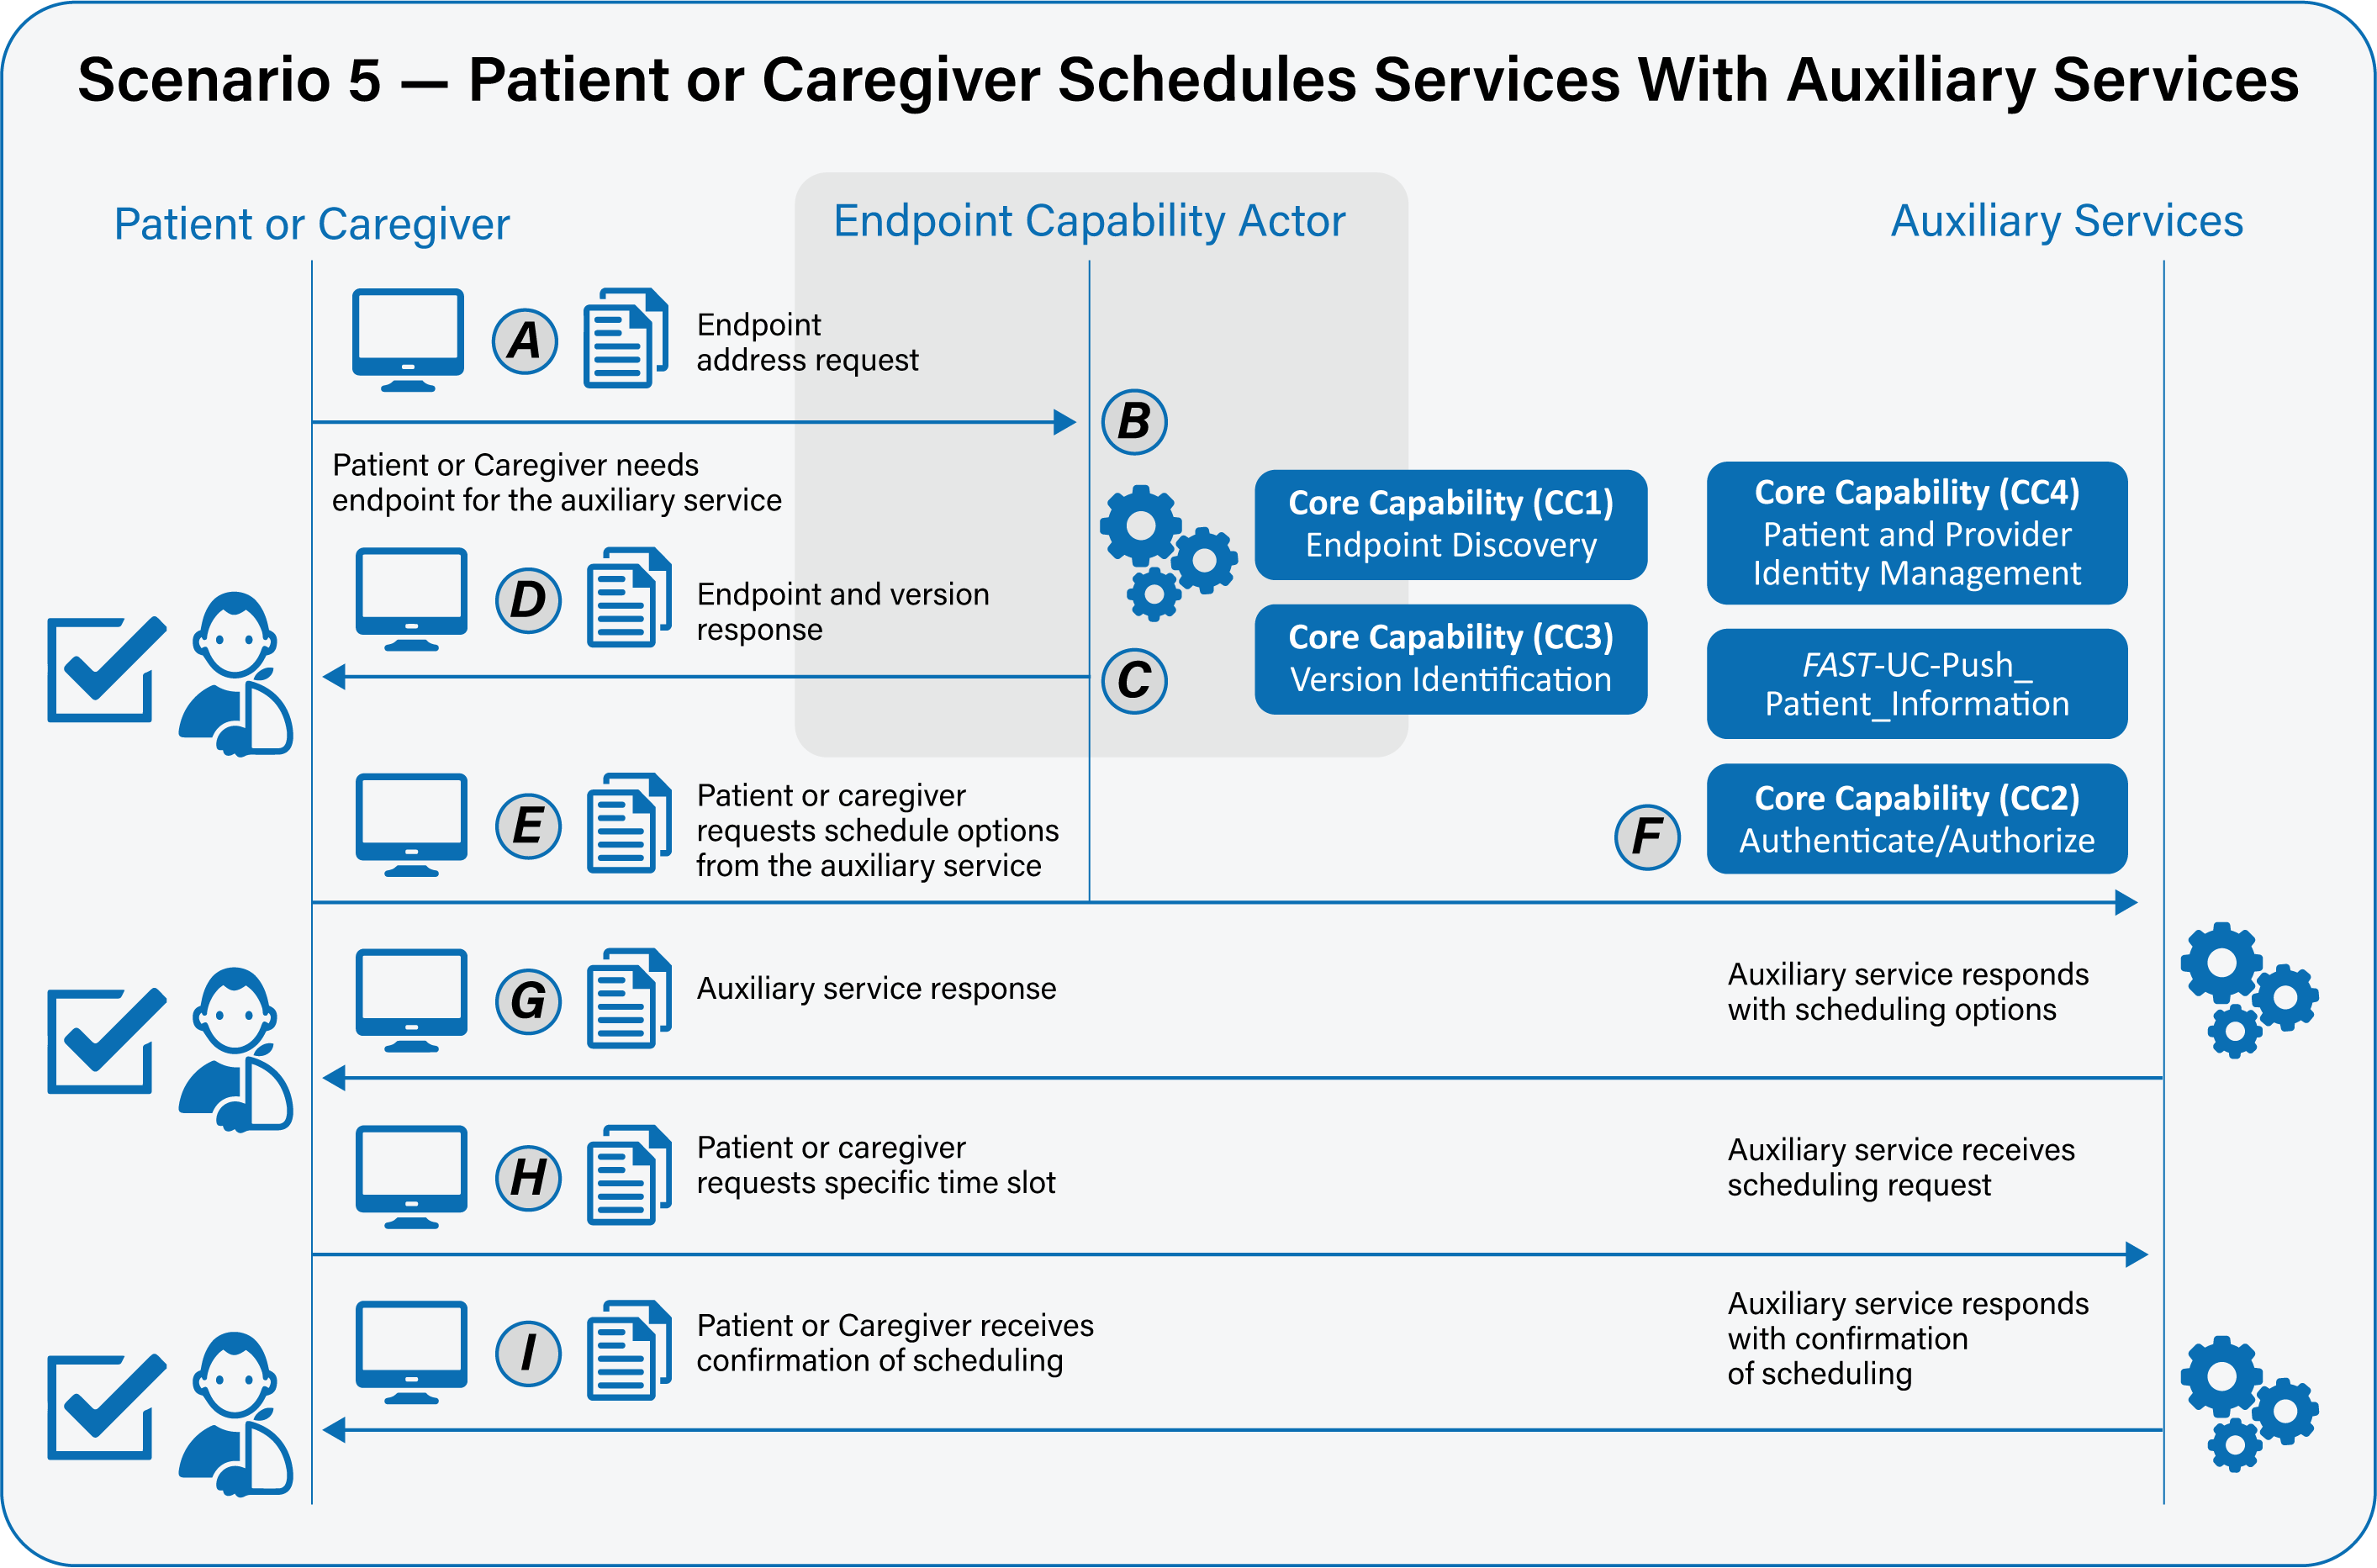 Scenario 5 — Patient or Caregiver Schedules Services With Auxiliary Services
Patient or Caregiver
Endpoint Capability Actor
Auxiliary Services
A
Endpoint
address request
B
Patient or Caregiver needs
endpoint for the auxiliary service
Core Capability (CC1)
Endpoint Discovery
Core Capability (CC4)
Patient and Provider
Identity Management
D
Endpoint and version
response
C
Core Capability (CC3)
Version Identification
FAST-UC-Push_
Patient_Information
E
Patient or caregiver
requests schedule options
from the auxiliary service
F
Core Capability (CC2)
Authenticate/Authorize
G
Auxiliary service response
Auxiliary service responds
with scheduling options
H
Patient or caregiver
requests specific time slot
Auxiliary service receives
scheduling request
I
Patient or Caregiver receives
confirmation of scheduling
Auxiliary service responds
with confirmation
of scheduling